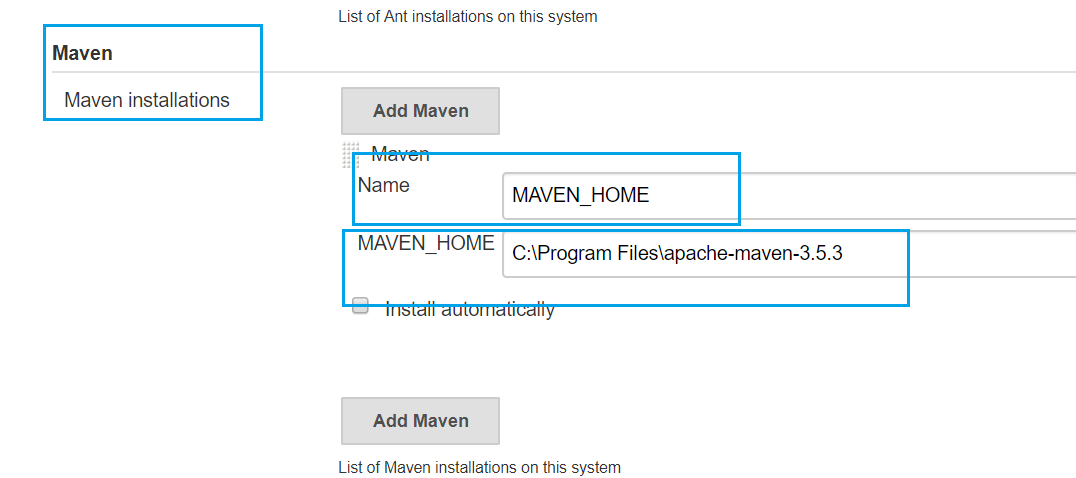 List of Ant installations on this system
Maven
Maven installations
Add Maven
Maven
Name
MAVEN_HOME
MAVEN_HOME
C:\Program Files\apache-maven-3.5.3
Install automatically
Add Maven
List of Maven installations on this system